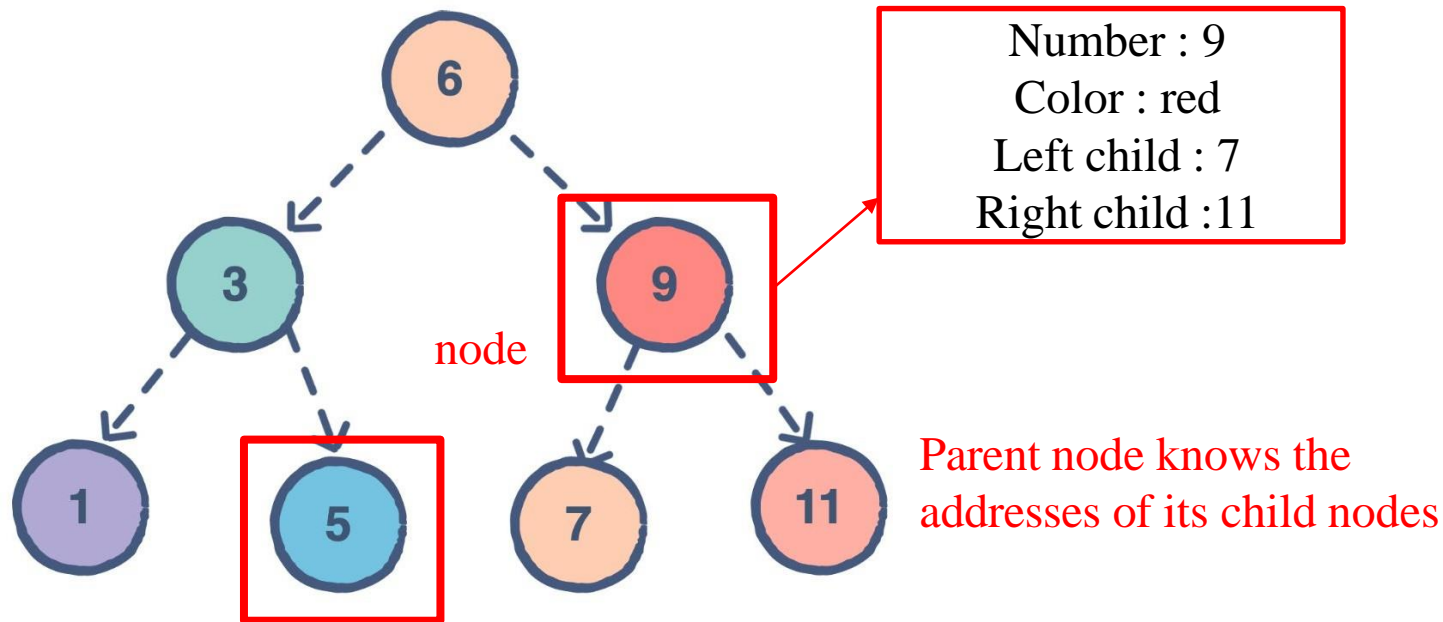 6
Number : 9
Color : red
Left child : 7
Right child :11
3
9
node
1
5
7
11
Parent node knows the
addresses of its child nodes